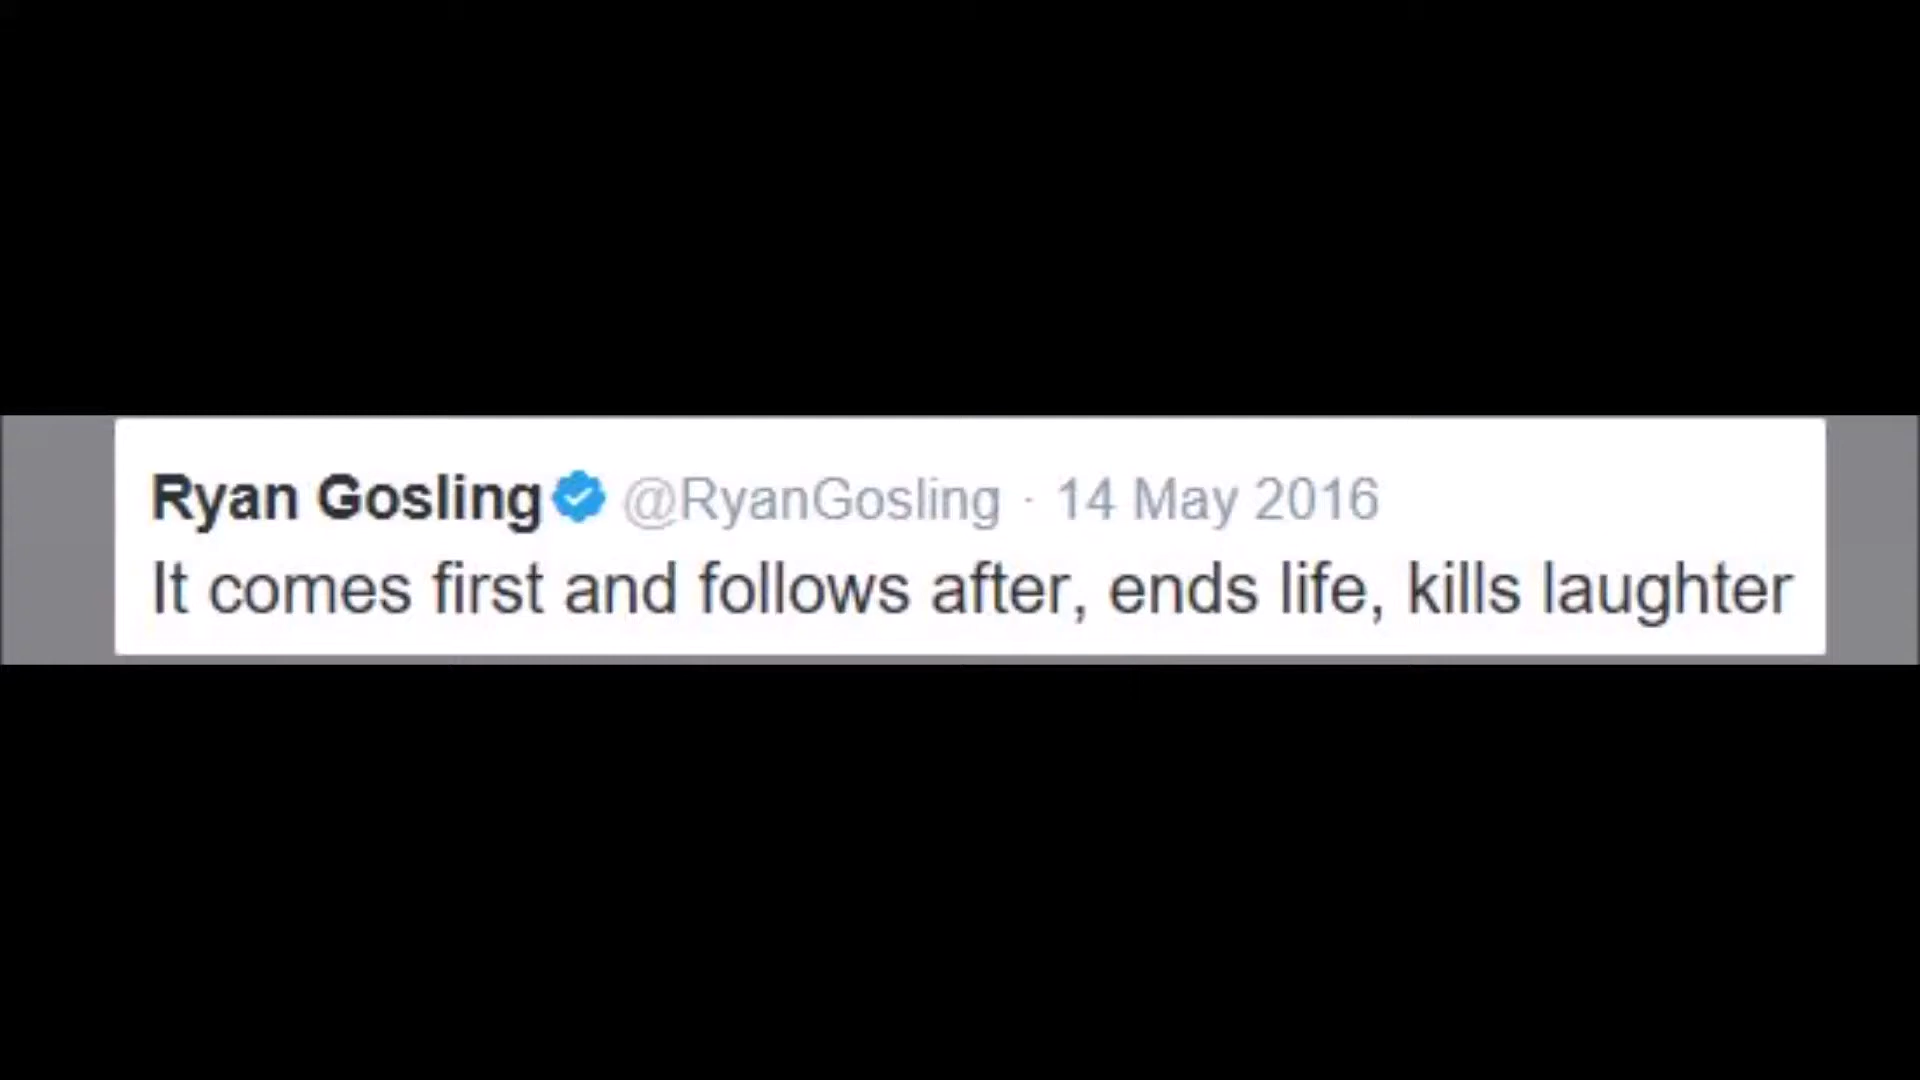 Ryan Gosling @RyanGosling · 14 May 2016
It comes first and follows after, ends life, kills laughter